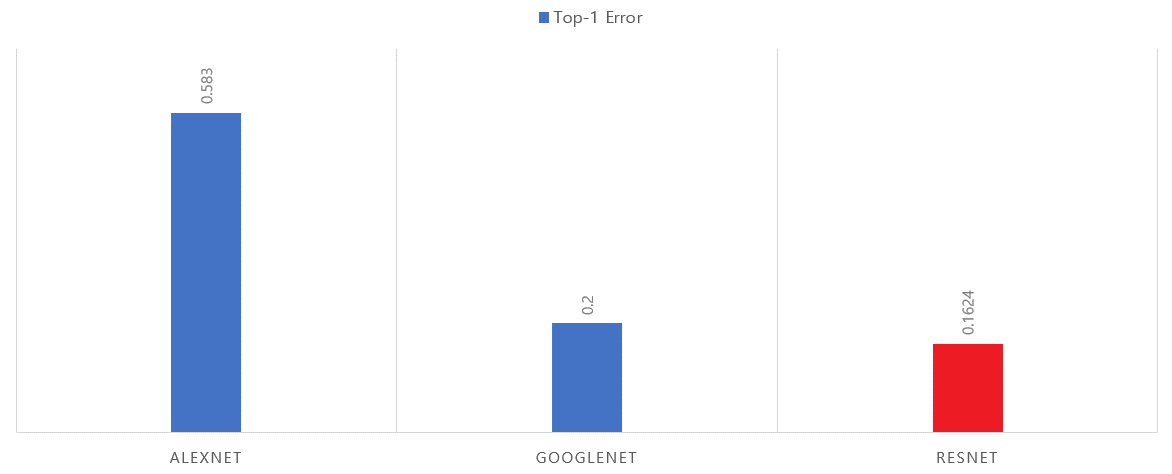 Top-1 Error
0.583
0.2
0.1624
ALEXNET
GOOGLENET
RESNET